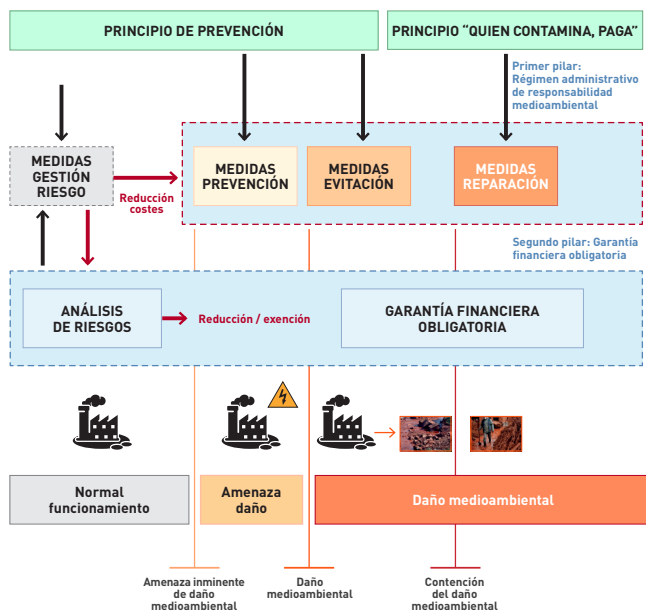 PRINCIPIO DE PREVENCIÓN
PRINCIPIO “QUIEN CONTAMINA, PAGA”
Primer pilar:
Régimen administrativo
de responsabilidad
medioambiental
MEDIDAS
GESTIÓN
RIESGO
Reducción
costes
MEDIDAS
PREVENCIÓN
MEDIDAS
EVITACIÓN
MEDIDAS
REPARACIÓN
Segundo pilar: Garantía
financiera obligatoria
ANÁLISIS
DE RIESGOS
Reducción / exención
GARANTÍA FINANCIERA
OBLIGATORIA
Normal
funcionamiento
Amenaza
daño
Daño medioambiental
Amenaza inminente
de daño
medioambiental
Daño
medioambiental
Contención
del daño
medioambiental